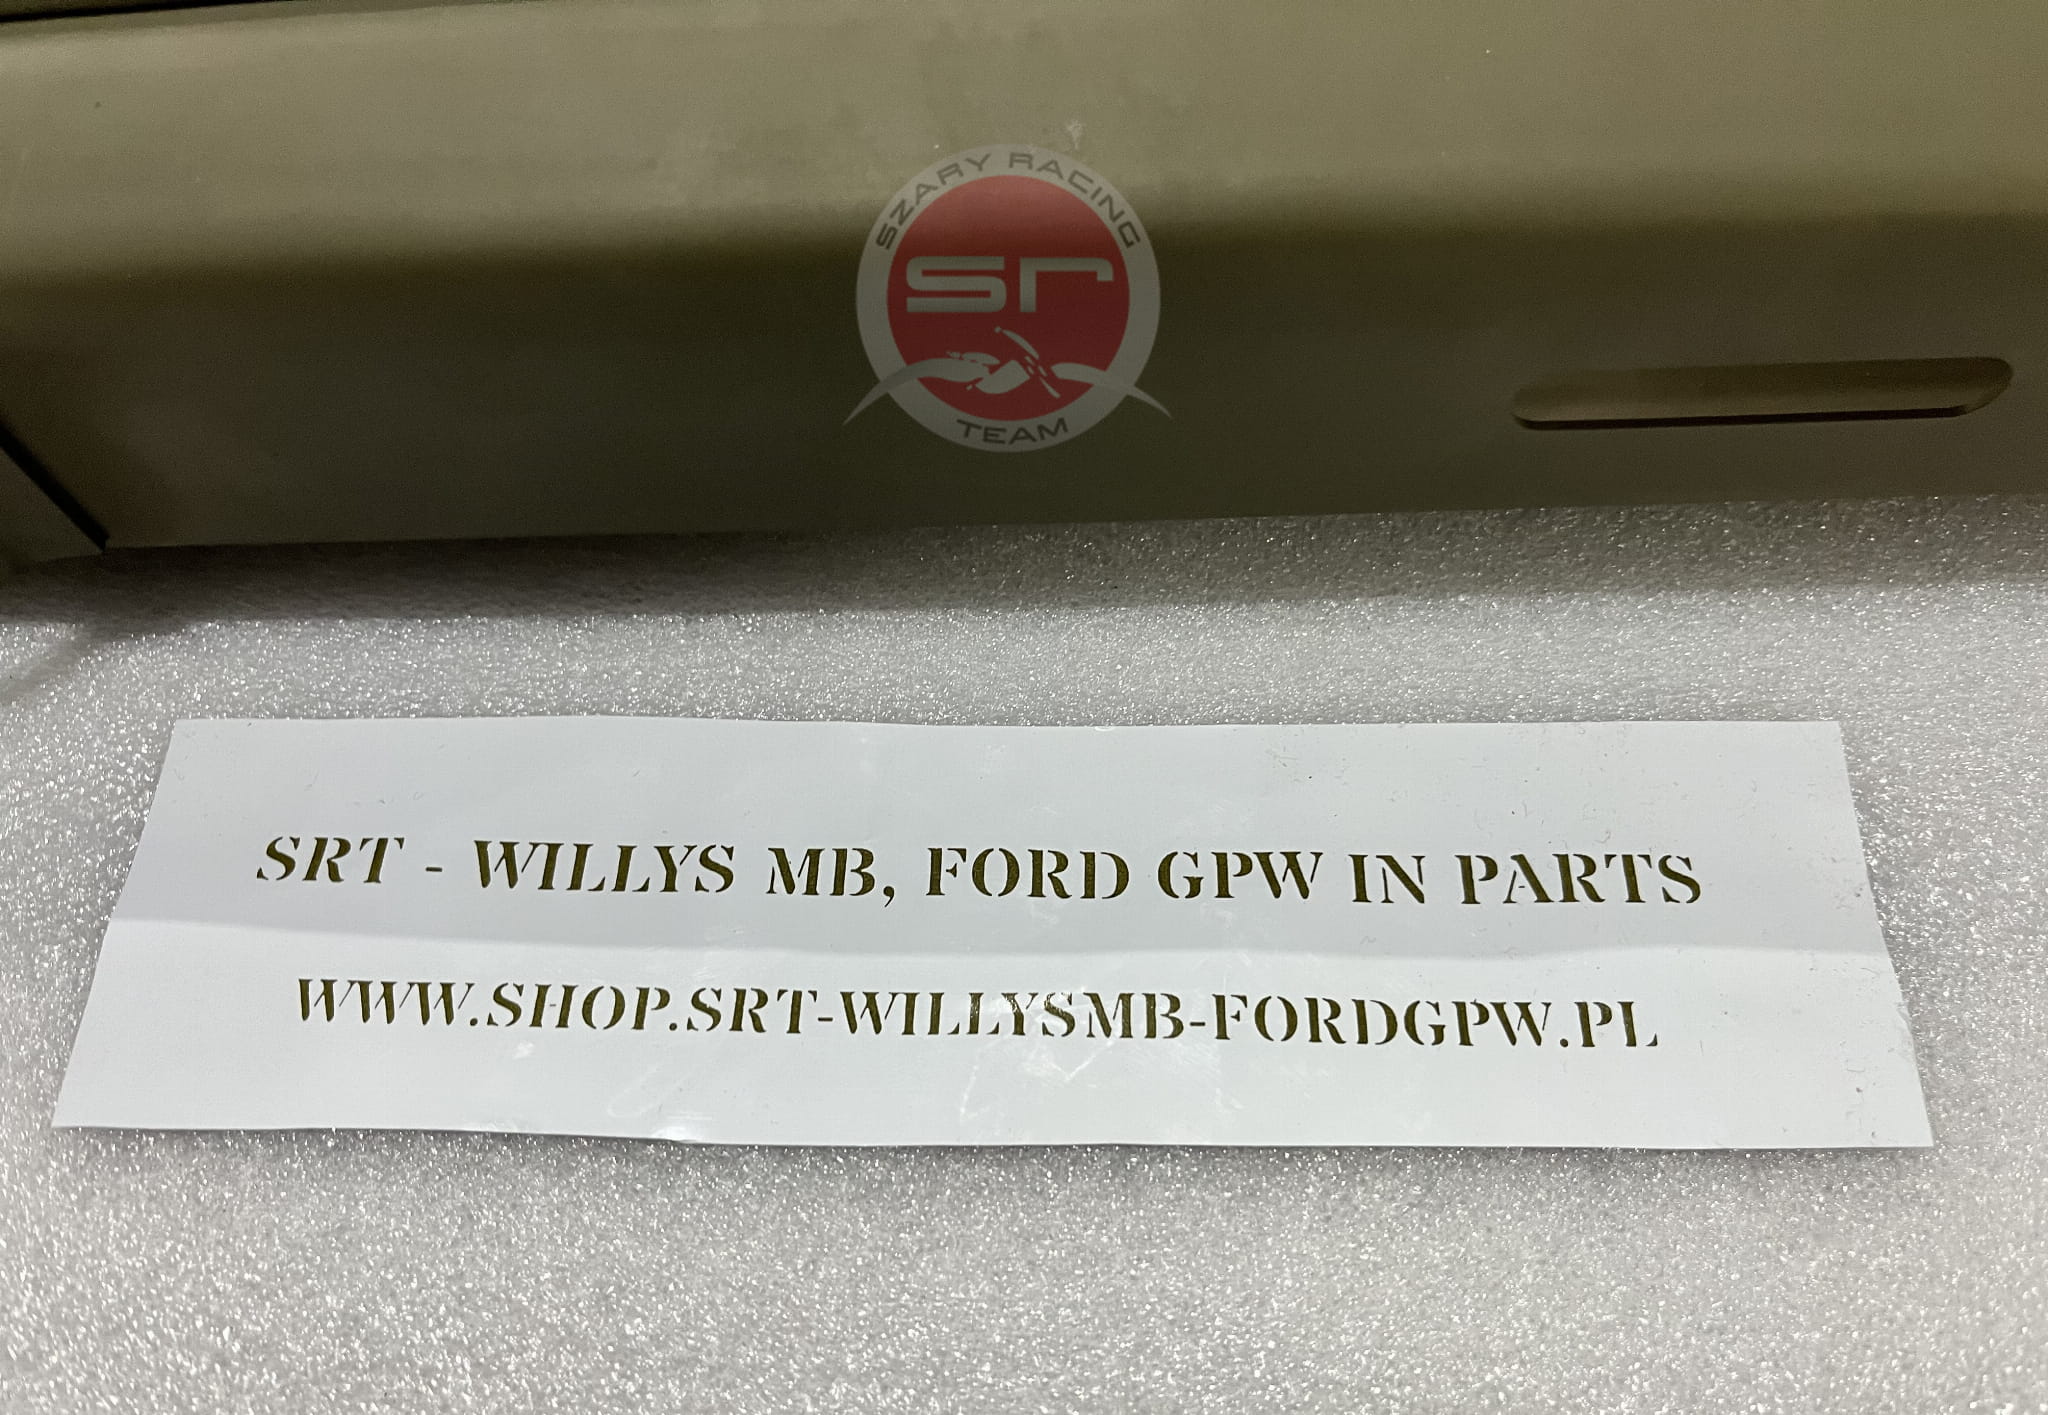 SZARY RACING
sr
TEAM
SRT - WILLYS MB, FORD GPW IN PARTS
WWW.SHOP.SRT-WILLYSMB-FORDGPW.PL